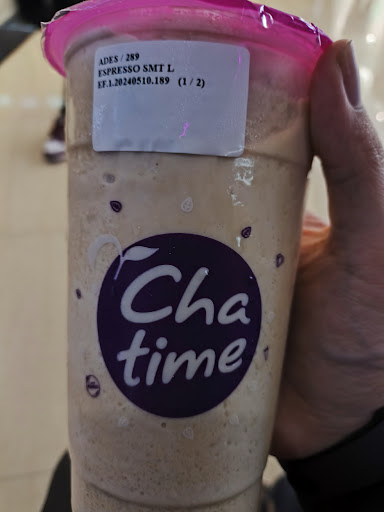 ADES / 289
ESPRESSO SMT L
EF.1.20240510.189 (1 / 2)
Cha
time